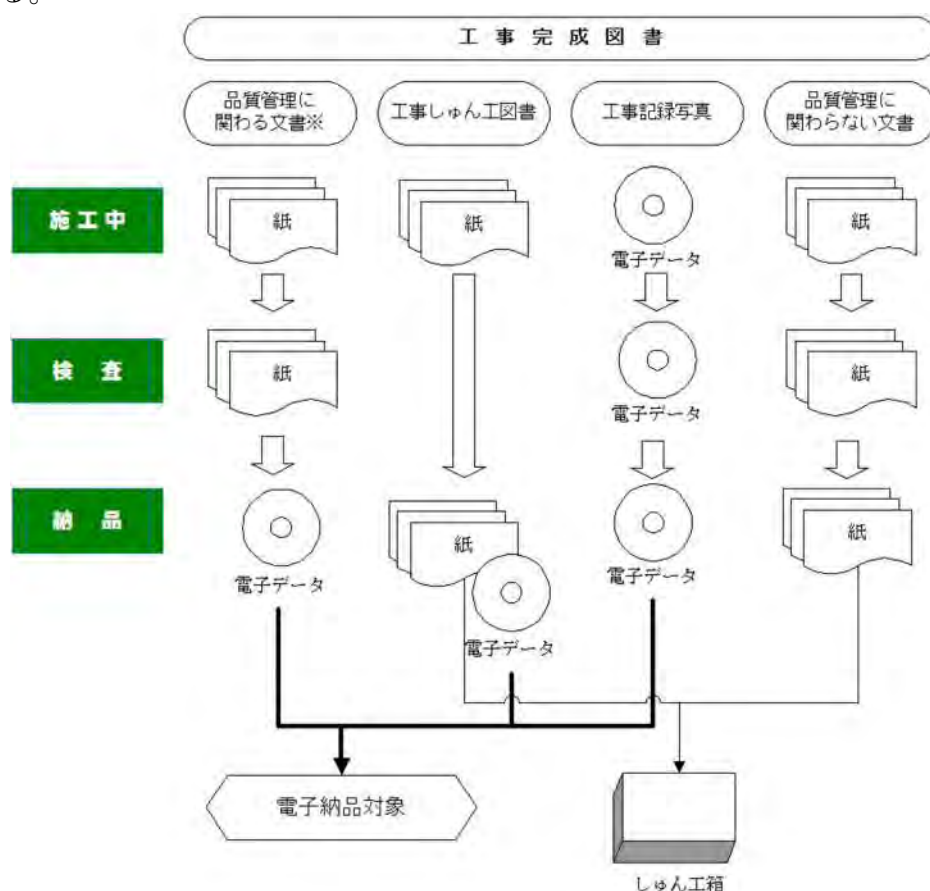 る。
工事完成図書
品質管理に
関わる文書※
工事しゅん工図書
工事記録写真
品質管理に
関わらない文書
施工中
紙
紙
電子データ
紙
検査
紙
電子データ
紙
納品
電子データ
紙
電子データ
電子データ
紙
電子納品対象
しゅん工箱